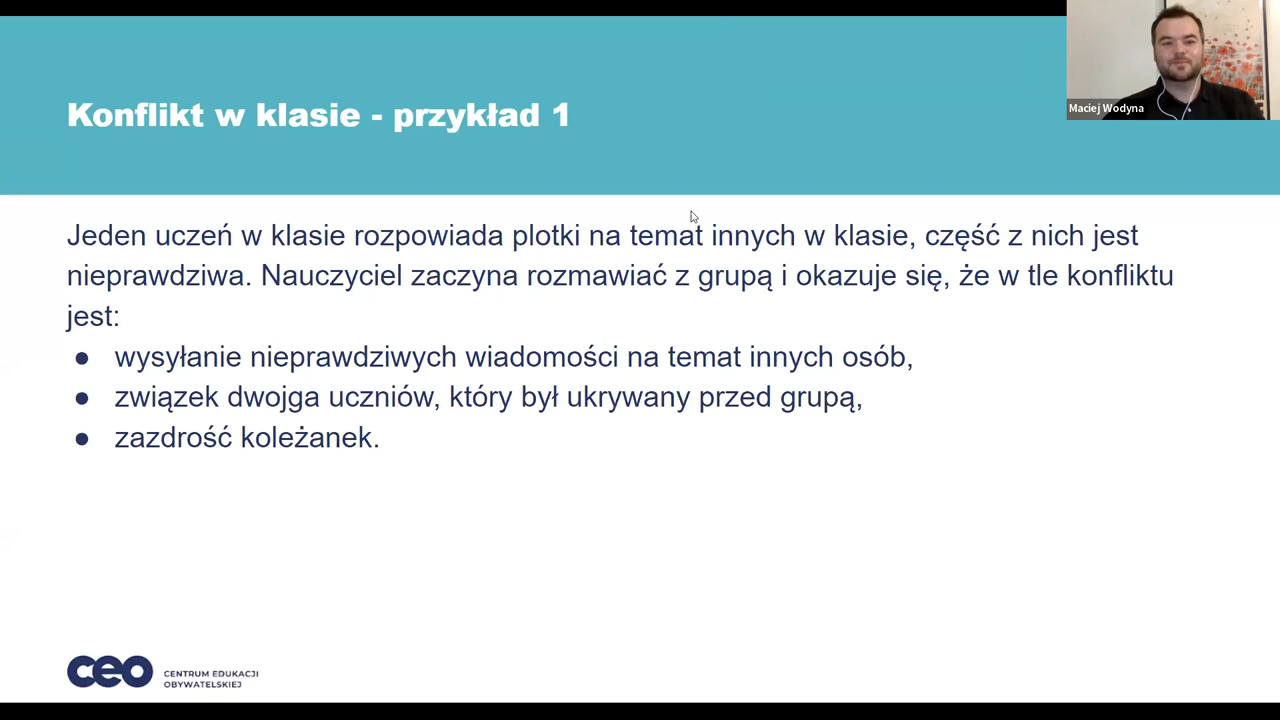 Konflikt w klasie - przykład 1
Maciej Wodyna
Jeden uczeń w klasie rozpowiada plotki na temat innych w klasie, część z nich jest
nieprawdziwa. Nauczyciel zaczyna rozmawiać z grupą i okazuje się, że w tle konfliktu
jest:
● wysyłanie nieprawdziwych wiadomości na temat innych osób,
● związek dwojga uczniów, który był ukrywany przed grupą,
● zazdrość koleżanek.
ceo CENTRUM EDUKACJI
OBYWATELSKIEJ